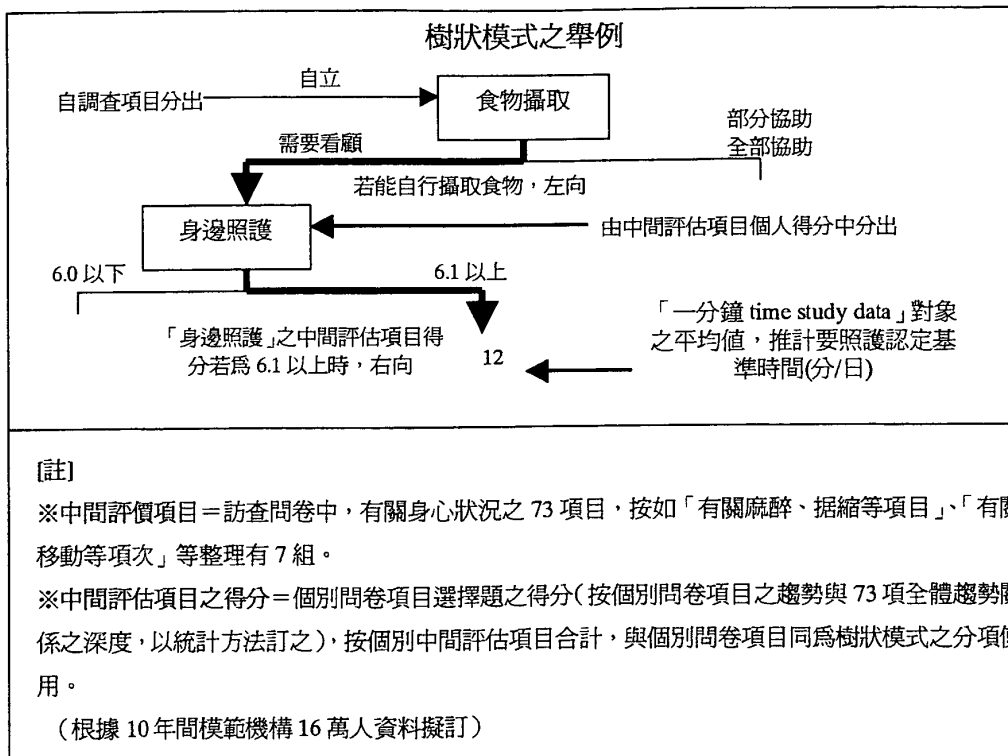 樹狀模式之舉例
自立
自調查項目分出
食物攝取
部分協助
全部協助
需要看顧
若能自行攝取食物，左向
身邊照護
由中間評估項目個人得分中分出
6.0 以下
6.1 以上
「身邊照護」之中間評估項目得
分若爲 6.1 以上時，右向
12
「一分鐘 time study data」對象
之平均值，推計要照護認定基
準時間(分/日)
[註]
※中間評價項目＝訪查問卷中，有關身心狀況之 73 項目，按如「有關麻醉、据縮等項目」、「有關
移動等項次」等整理有 7 組。
※中間評估項目之得分＝個別問卷項目選擇題之得分(按個別問卷項目之趨勢與 73 項全體趨勢關
係之深度，以統計方法訂之)，按個別中間評估項目合計，與個別問卷項目同爲樹狀模式之分項使
用。
（根據 10 年間模範機構 16 萬人資料擬訂）